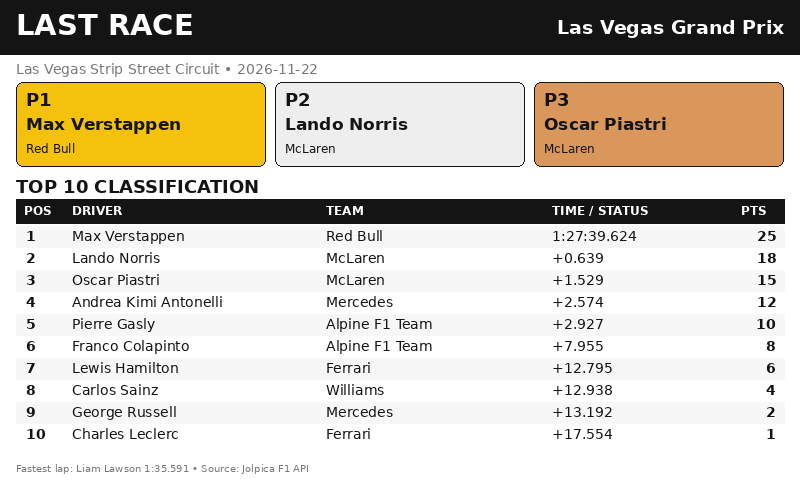 LAST RACE
Las Vegas Grand Prix
Las Vegas Strip Street Circuit • 2026-11-22
P1
Max Verstappen
Red Bull
P2
Lando Norris
McLaren
P3
Oscar Piastri
McLaren
TOP 10 CLASSIFICATION
POS DRIVER TEAM TIME / STATUS PTS
1 Max Verstappen Red Bull 1:27:39.624 25
2 Lando Norris McLaren +0.639 18
3 Oscar Piastri McLaren +1.529 15
4 Andrea Kimi Antonelli Mercedes +2.574 12
5 Pierre Gasly Alpine F1 Team +2.927 10
6 Franco Colapinto Alpine F1 Team +7.955 8
7 Lewis Hamilton Ferrari +12.795 6
8 Carlos Sainz Williams +12.938 4
9 George Russell Mercedes +13.192 2
10 Charles Leclerc Ferrari +17.554 1
Fastest lap: Liam Lawson 1:35.591 • Source: Jolpica F1 API